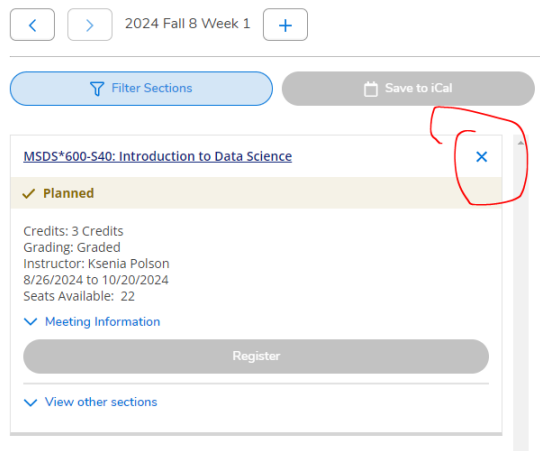 2024 Fall 8 Week 1
Filter Sections
Save to iCal
MSDS*600-S40: Introduction to Data Science
Planned
Credits: 3 Credits
Grading: Graded
Instructor: Ksenia Polson
8/26/2024 to 10/20/2024
Seats Available: 22
Meeting Information
Register
View other sections